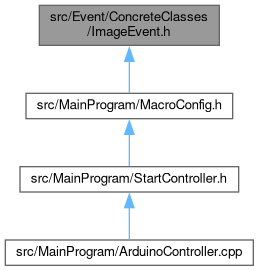 src/Event/ConcreteClasses
/ImageEvent.h
src/MainProgram/MacroConfig.h
src/MainProgram/StartController.h
src/MainProgram/ArduinoController.cpp